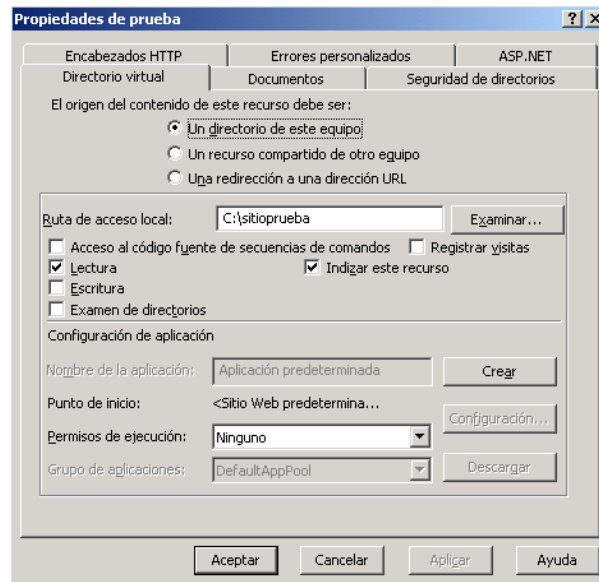 Propiedades de prueba
Encabezados HTTP Errores personalizados ASP.NET
Directorio virtual Documentos Seguridad de directorios
El origen del contenido de este recurso debe ser:
Un directorio de este equipo
Un recurso compartido de otro equipo
Una redirección a una dirección URL
Ruta de acceso local: C:\sitioprueba Examinar...
Acceso al código fuente de secuencias de comandos Registrar visitas
Lectura Indizar este recurso
Escritura
Examen de directorios
Configuración de aplicación
Nombre de la aplicación: Aplicación predeterminada Crear
Punto de inicio: <Sitio Web predetermina...
Configuración...
Permisos de ejecución: Ninguno
Grupo de aplicaciones: DefaultAppPool Descargar
Aceptar Cancelar Aplicar Ayuda